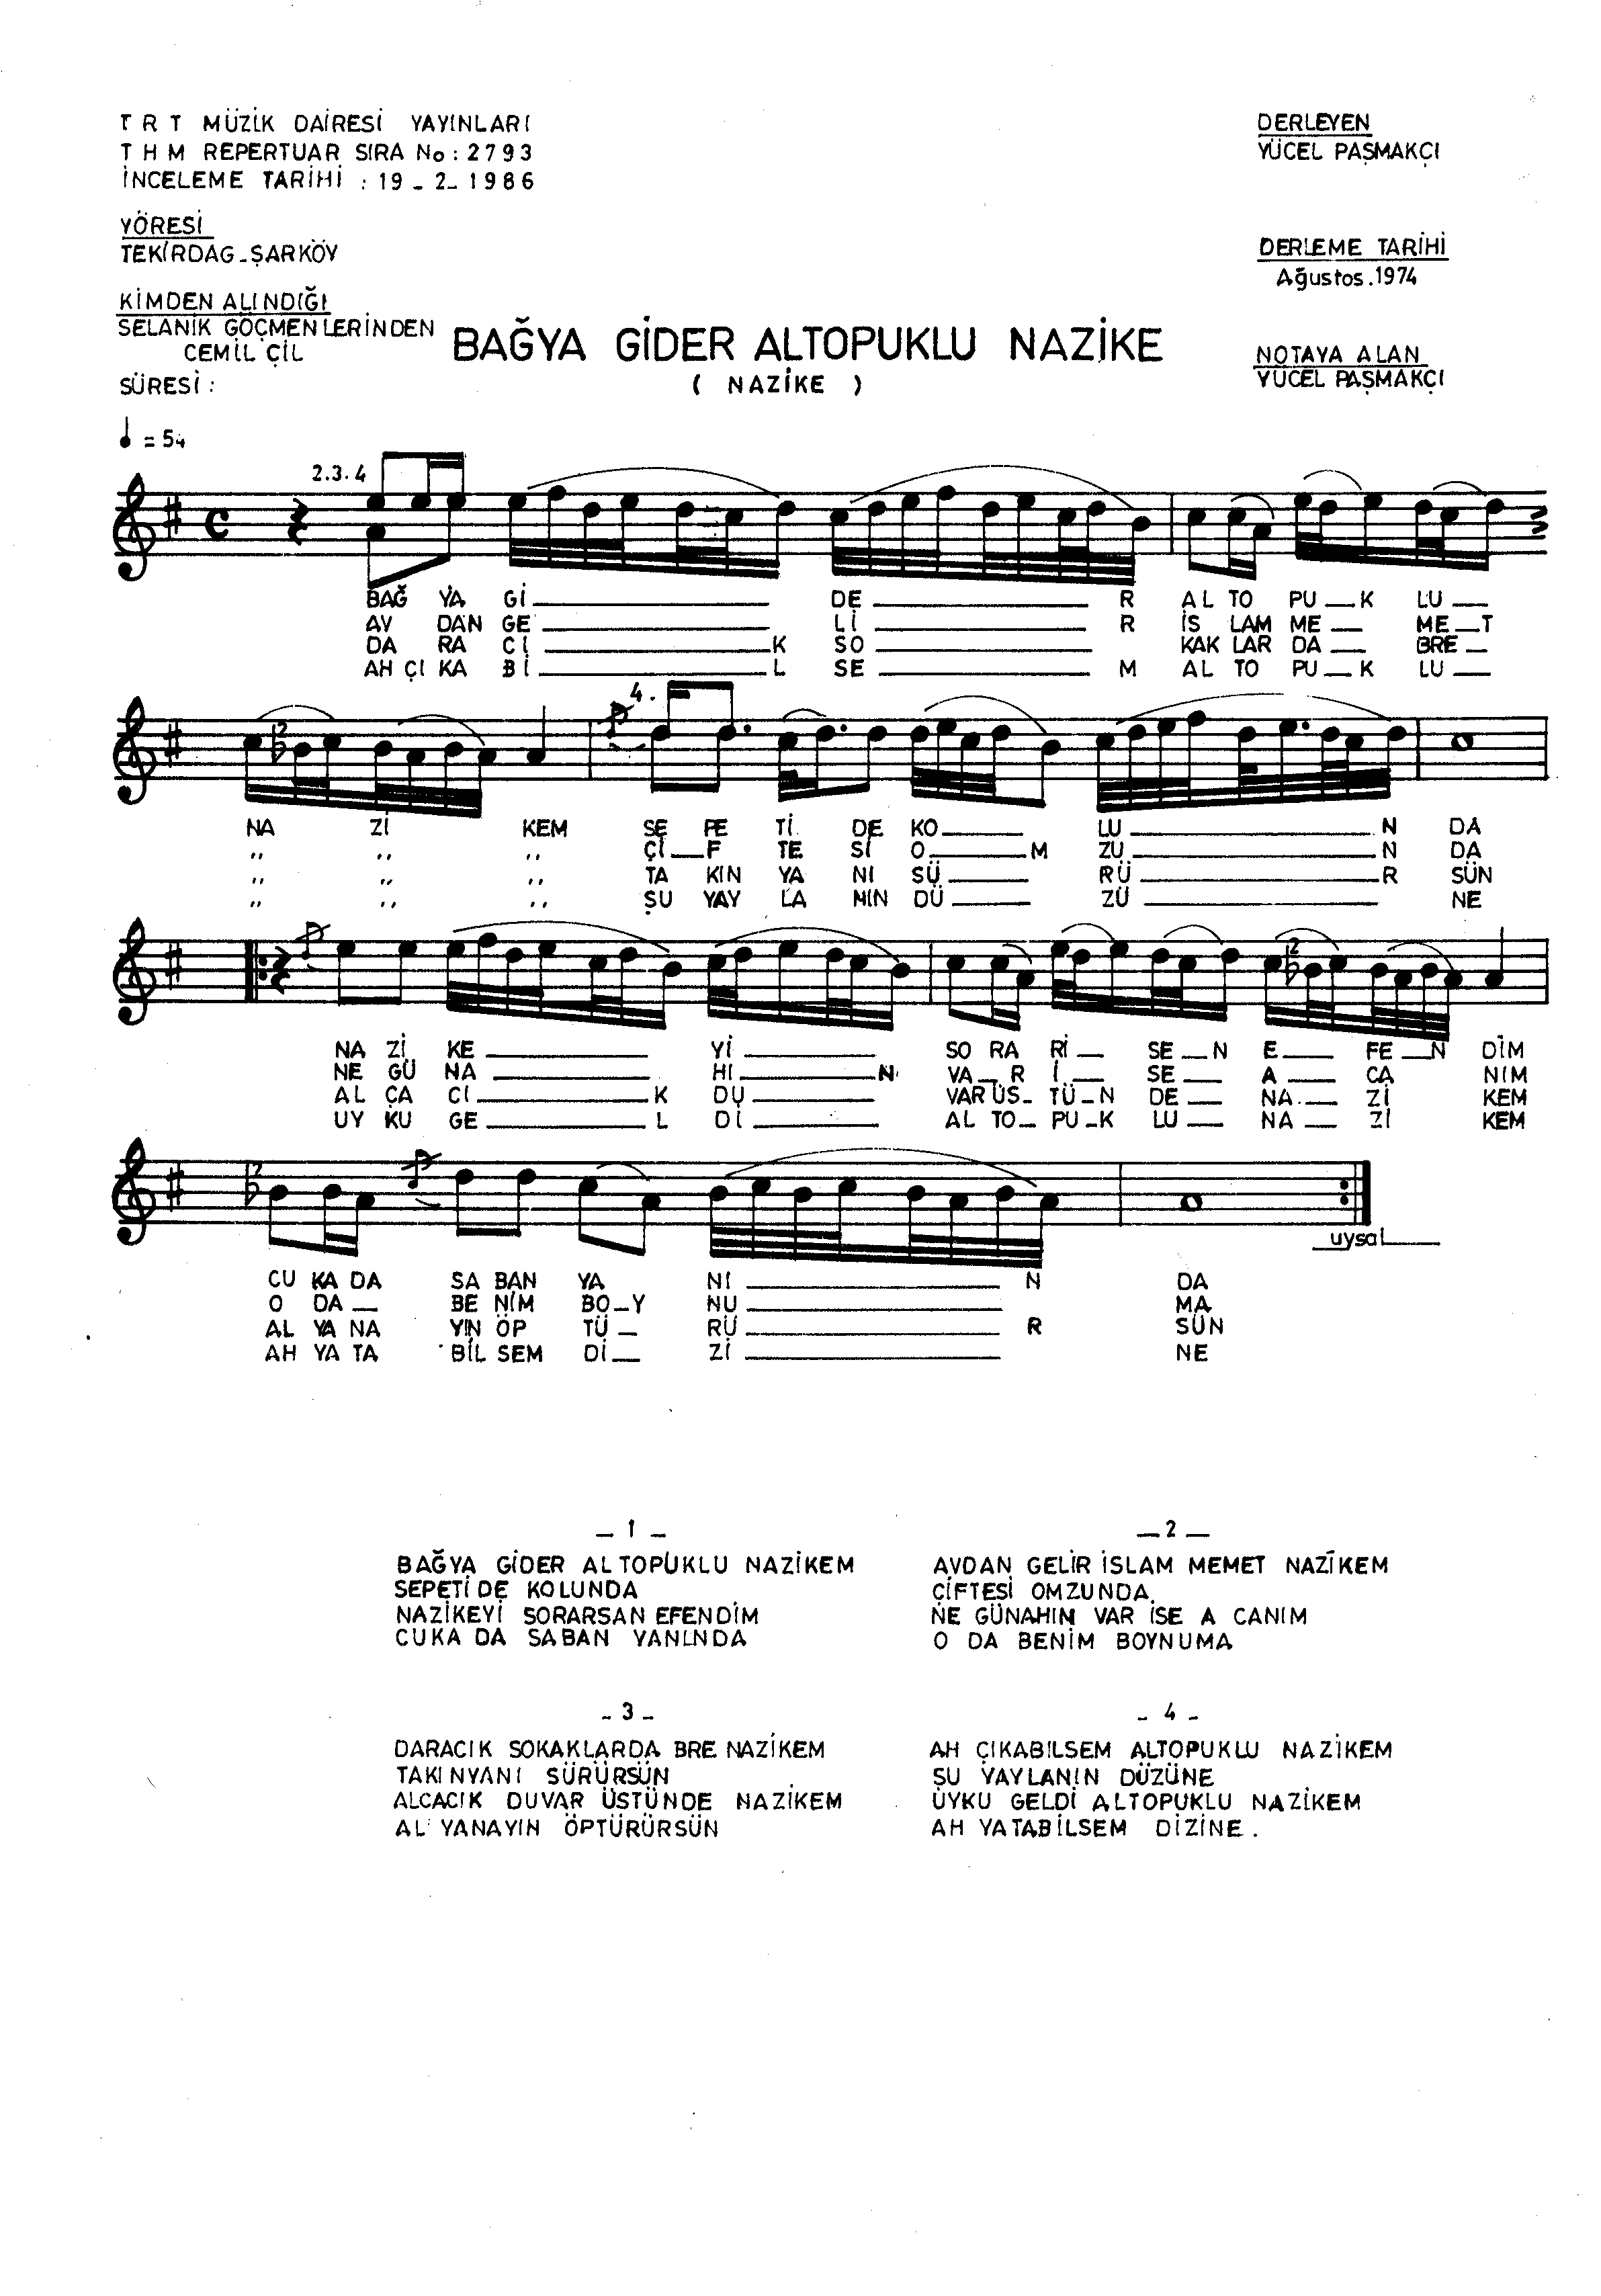 TRT MÜZİK DAİRESİ YAYINLARI
THM REPERTUAR SIRA No: 2793
İNCELEME TARİHİ : 19_2_1986
DERLEYEN
YÜCEL PAŞMAKÇI
YÖRESİ
TEKİRDAG_ŞARKÖY
DERLEME TARİHİ
Ağustos.1974
KİMDEN ALINDIĞI
SELANİK GÖÇMENLERİNDEN
CEMİL ÇİL
SÜRESİ:
BAĞYA GİDER ALTOPUKLU NAZİKE
( NAZİKE )
NOTAYA ALAN
YÜCEL PAŞMAKÇI
= 54
2.3.4
BAĞ YA Gİ DE R AL TO PU K LU
AV DAN GE Lİ R İS LAM ME ME T
DA RA CI K SO KAK LAR DA BRE
AH ÇI KA Bİ L SE M AL TO PU K LU
4.
NA Zİ KEM SE PE Tİ DE KO LU N DA
,, ,, ,, Çİ F TE Sİ O M ZU N DA
,, ,, ,, TA KIN YA NI SÜ RÜ R SÜN
,, ,, ,, ŞU YAY LA NIN DÜ ZÜ NE
NA Zİ KE Yİ SO RA Rİ SE N E FE N DİM
NE GÜ NA HI N VA R İ SE A CA NIM
AL ÇA CI K DU VAR ÜS TÜ N DE NA Zİ KEM
UY KU GE L Dİ AL TO PU K LU NA Zİ KEM
uysal
CU KA DA SA BAN YA NI N DA
O DA BE NİM BO Y NU MA
AL YA NA YIN ÖP TÜ RÜ R SÜN
AH YA TA BİL SEM Dİ Zİ NE
_ 1 _
BAĞYA GİDER ALTOPUKLU NAZİKEM
SEPETİ DE KOLUNDA
NAZİKEYİ SORARSAN EFENDİM
CUKA DA SABAN YANINDA
_ 2 _
AVDAN GELİR İSLAM MEMET NAZİKEM
ÇİFTESİ OMZUNDA
NE GÜNAHIN VAR İSE A CANIM
O DA BENİM BOYNUMA
_ 3 _
DARACIK SOKAKLARDA BRE NAZİKEM
TAKINYANI SÜRÜRSÜN
ALCACIK DUVAR ÜSTÜNDE NAZİKEM
AL YANAYIN ÖPTÜRÜRSÜN
_ 4 _
AH ÇIKABİLSEM ALTOPUKLU NAZİKEM
ŞU YAYLANIN DÜZÜNE
UYKU GELDİ ALTOPUKLU NAZİKEM
AH YATABİLSEM DİZİNE.